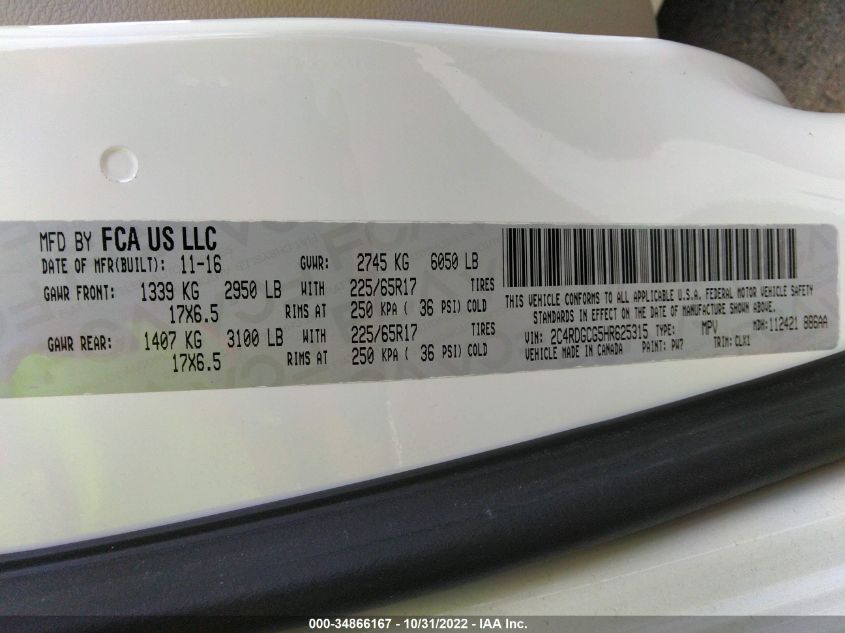 MFD BY FCA US LLC
DATE OF MFR(BUILT): 11-16 GVWR: 2745 KG 6050 LB
GAWR FRONT: 1339 KG 2950 LB WITH 225/65R17 TIRES
17X6.5 RIMS AT 250 KPA ( 36 PSI) COLD
GAWR REAR: 1407 KG 3100 LB WITH 225/65R17 TIRES
17X6.5 RIMS AT 250 KPA ( 36 PSI) COLD
THIS VEHICLE CONFORMS TO ALL APPLICABLE U.S.A. FEDERAL MOTOR VEHICLE SAFETY
STANDARDS IN EFFECT ON THE DATE OF MANUFACTURE SHOWN ABOVE.
VIN: 2C4RDGCG5HR625315 TYPE: MPV MDH: 112421 886AA
VEHICLE MADE IN CANADA PAINT: PW7 TRIM: CLX1
000-34866167 - 10/31/2022 - IAA Inc.